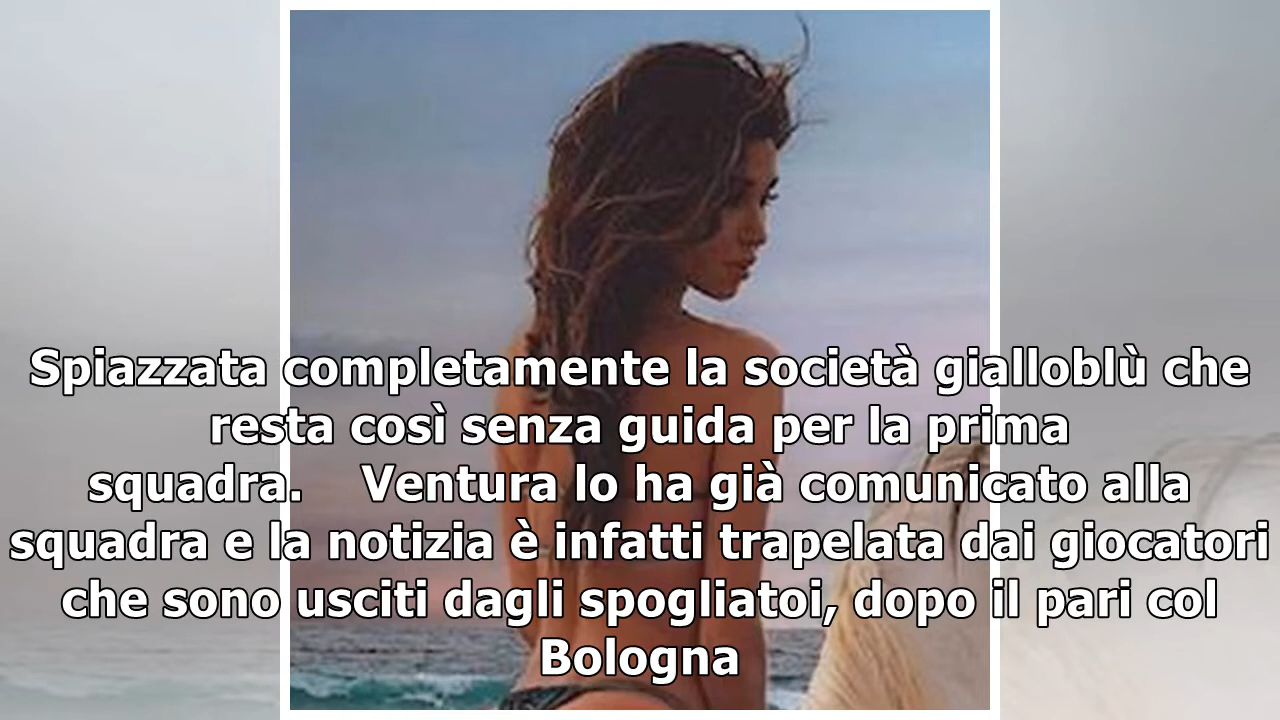 Spiazzata completamente la società gialloblù che
resta così senza guida per la prima
squadra.    Ventura lo ha già comunicato alla
squadra e la notizia è infatti trapelata dai giocatori
che sono usciti dagli spogliatoi, dopo il pari col
Bologna